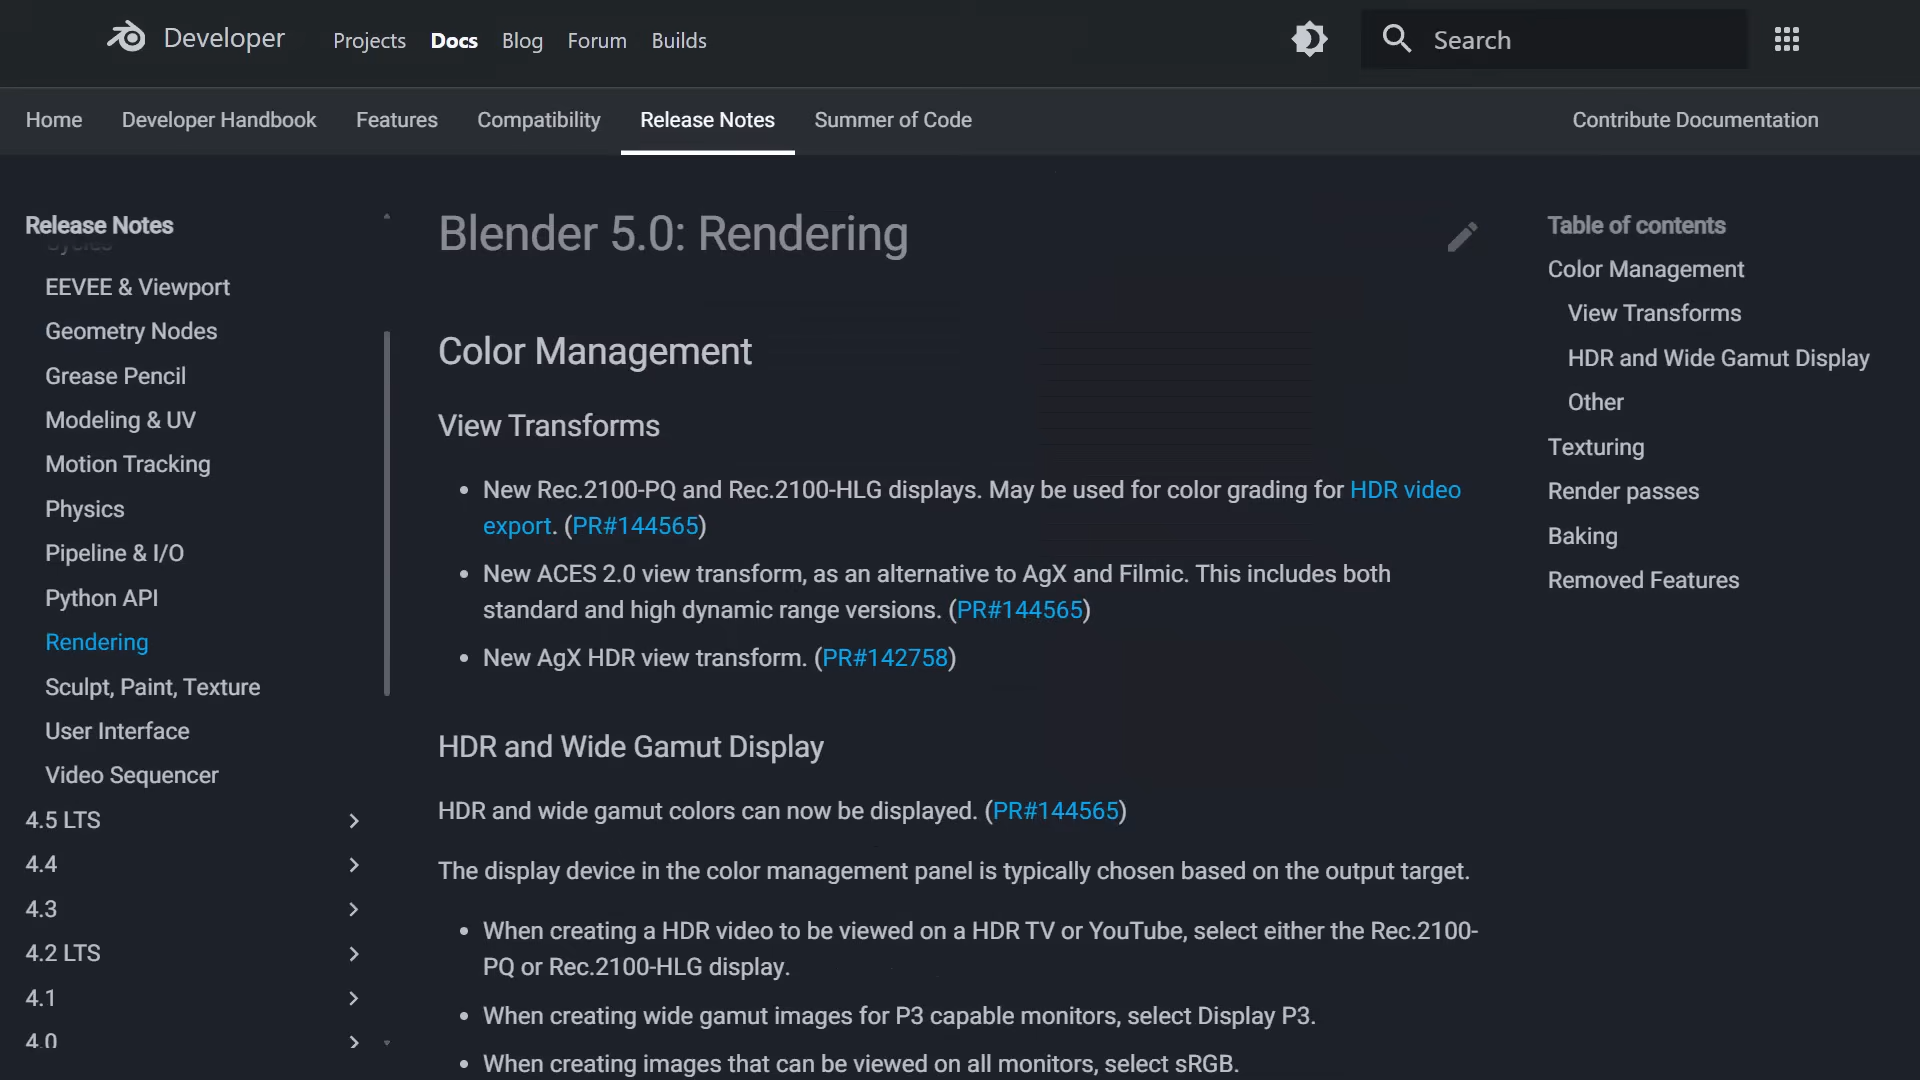 Developer
Projects
Docs
Blog
Forum
Builds
Search
Home
Developer Handbook
Features
Compatibility
Release Notes
Summer of Code
Contribute Documentation
Release Notes
Cycles
EEVEE & Viewport
Geometry Nodes
Grease Pencil
Modeling & UV
Motion Tracking
Physics
Pipeline & I/O
Python API
Rendering
Sculpt, Paint, Texture
User Interface
Video Sequencer
4.5 LTS
4.4
4.3
4.2 LTS
4.1
4.0
Blender 5.0: Rendering
Color Management
View Transforms
• New Rec.2100-PQ and Rec.2100-HLG displays. May be used for color grading for HDR video
export. (PR#144565)
• New ACES 2.0 view transform, as an alternative to AgX and Filmic. This includes both
standard and high dynamic range versions. (PR#144565)
• New AgX HDR view transform. (PR#142758)
HDR and Wide Gamut Display
HDR and wide gamut colors can now be displayed. (PR#144565)
The display device in the color management panel is typically chosen based on the output target.
• When creating a HDR video to be viewed on a HDR TV or YouTube, select either the Rec.2100-
PQ or Rec.2100-HLG display.
• When creating wide gamut images for P3 capable monitors, select Display P3.
• When creating images that can be viewed on all monitors, select sRGB.
Table of contents
Color Management
View Transforms
HDR and Wide Gamut Display
Other
Texturing
Render passes
Baking
Removed Features